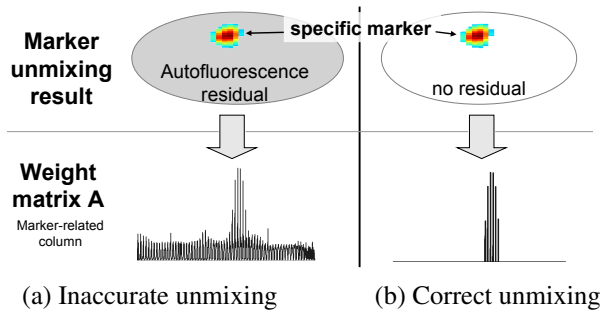 Marker
unmixing
result
specific marker
Autofluorescence
residual
no residual
Weight
matrix A
Marker-related
column
(a) Inaccurate unmixing
(b) Correct unmixing